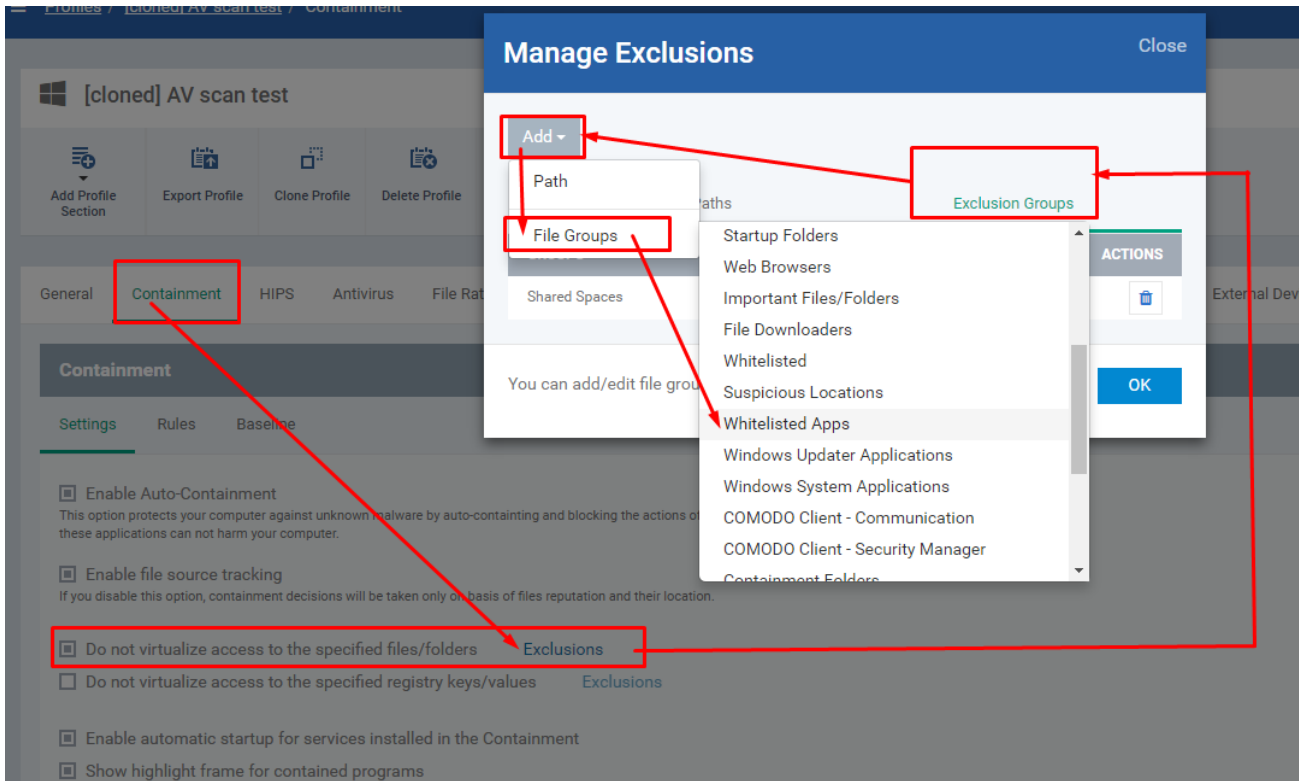 Profiles / [cloned] AV scan test / Containment
[cloned] AV scan test
Add Profile
Section
Export Profile
Clone Profile
Delete Profile
General
Containment
HIPS
Antivirus
File Rat
External Dev
Containment
Settings
Rules
Baseline
Enable Auto-Containment
This option protects your computer against unknown malware by auto-containting and blocking the actions of
these applications can not harm your computer.
Enable file source tracking
If you disable this option, containment decisions will be taken only on basis of files reputation and their location.
Do not virtualize access to the specified files/folders Exclusions
Do not virtualize access to the specified registry keys/values Exclusions
Enable automatic startup for services installed in the Containment
Show highlight frame for contained programs
Manage Exclusions
Close
Add
Path
File Groups
Paths
Exclusion Groups
ACTIONS
Shared Spaces
You can add/edit file grou
OK
Startup Folders
Web Browsers
Important Files/Folders
File Downloaders
Whitelisted
Suspicious Locations
Whitelisted Apps
Windows Updater Applications
Windows System Applications
COMODO Client - Communication
COMODO Client - Security Manager
Containment Folders